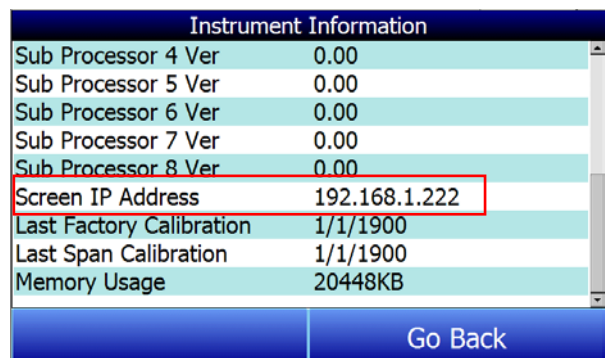 Instrument Information
Sub Processor 4 Ver 0.00
Sub Processor 5 Ver 0.00
Sub Processor 6 Ver 0.00
Sub Processor 7 Ver 0.00
Sub Processor 8 Ver 0.00
Screen IP Address 192.168.1.222
Last Factory Calibration 1/1/1900
Last Span Calibration 1/1/1900
Memory Usage 20448KB
Go Back